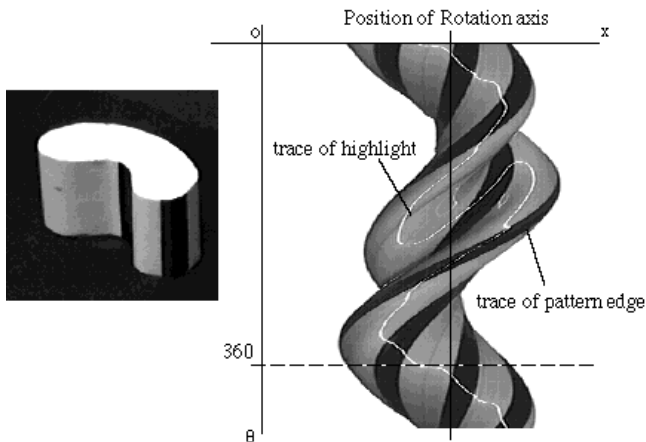 Position of Rotation axis
o
x
trace of highlight
trace of pattern edge
360
θ